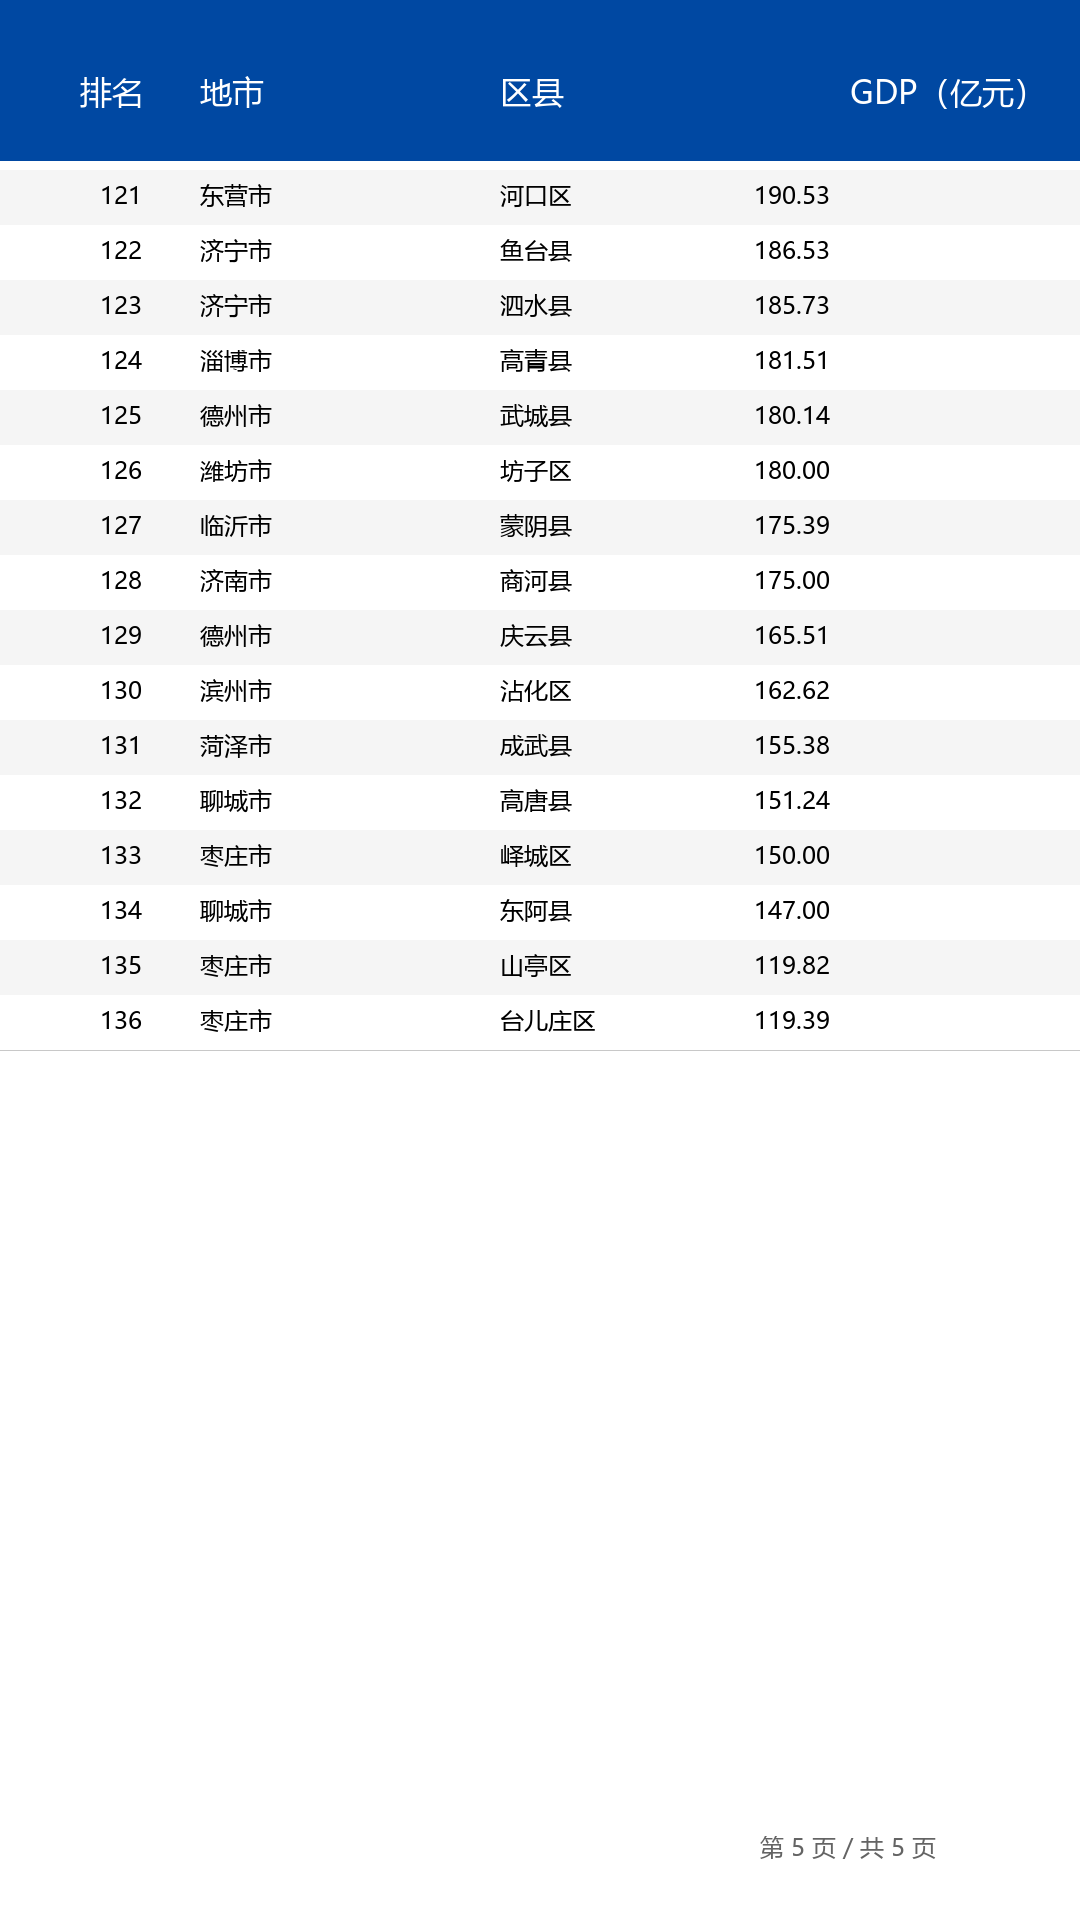 排名 地市 区县 GDP（亿元）
121 东营市 河口区 190.53
122 济宁市 鱼台县 186.53
123 济宁市 泗水县 185.73
124 淄博市 高青县 181.51
125 德州市 武城县 180.14
126 潍坊市 坊子区 180.00
127 临沂市 蒙阴县 175.39
128 济南市 商河县 175.00
129 德州市 庆云县 165.51
130 滨州市 沾化区 162.62
131 菏泽市 成武县 155.38
132 聊城市 高唐县 151.24
133 枣庄市 峄城区 150.00
134 聊城市 东阿县 147.00
135 枣庄市 山亭区 119.82
136 枣庄市 台儿庄区 119.39
第 5 页 / 共 5 页